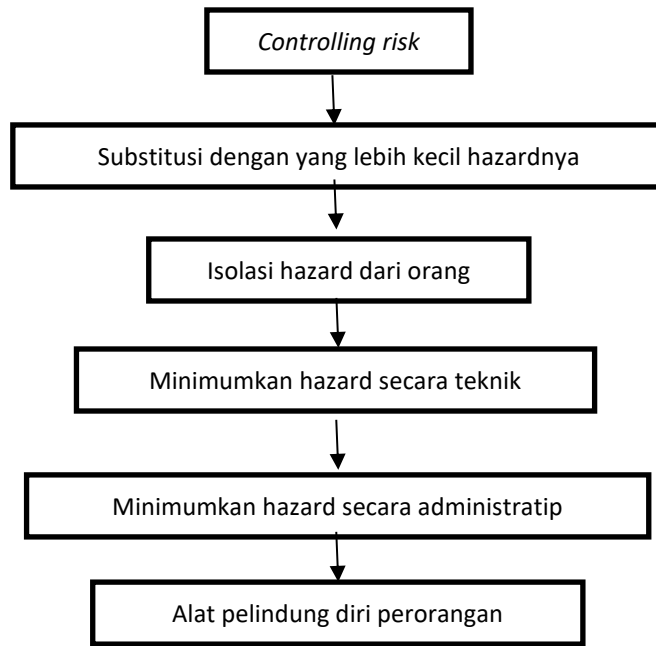 Controlling risk
Substitusi dengan yang lebih kecil hazardnya
Isolasi hazard dari orang
Minimumkan hazard secara teknik
Minimumkan hazard secara administratip
Alat pelindung diri perorangan